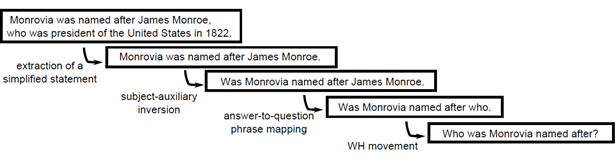 Monrovia was named after James Monroe,
who was president of the United States in 1822.
extraction of a
simplified statement
Monrovia was named after James Monroe.
subject-auxiliary
inversion
Was Monrovia named after James Monroe.
answer-to-question
phrase mapping
Was Monrovia named after who.
WH movement
Who was Monrovia named after?